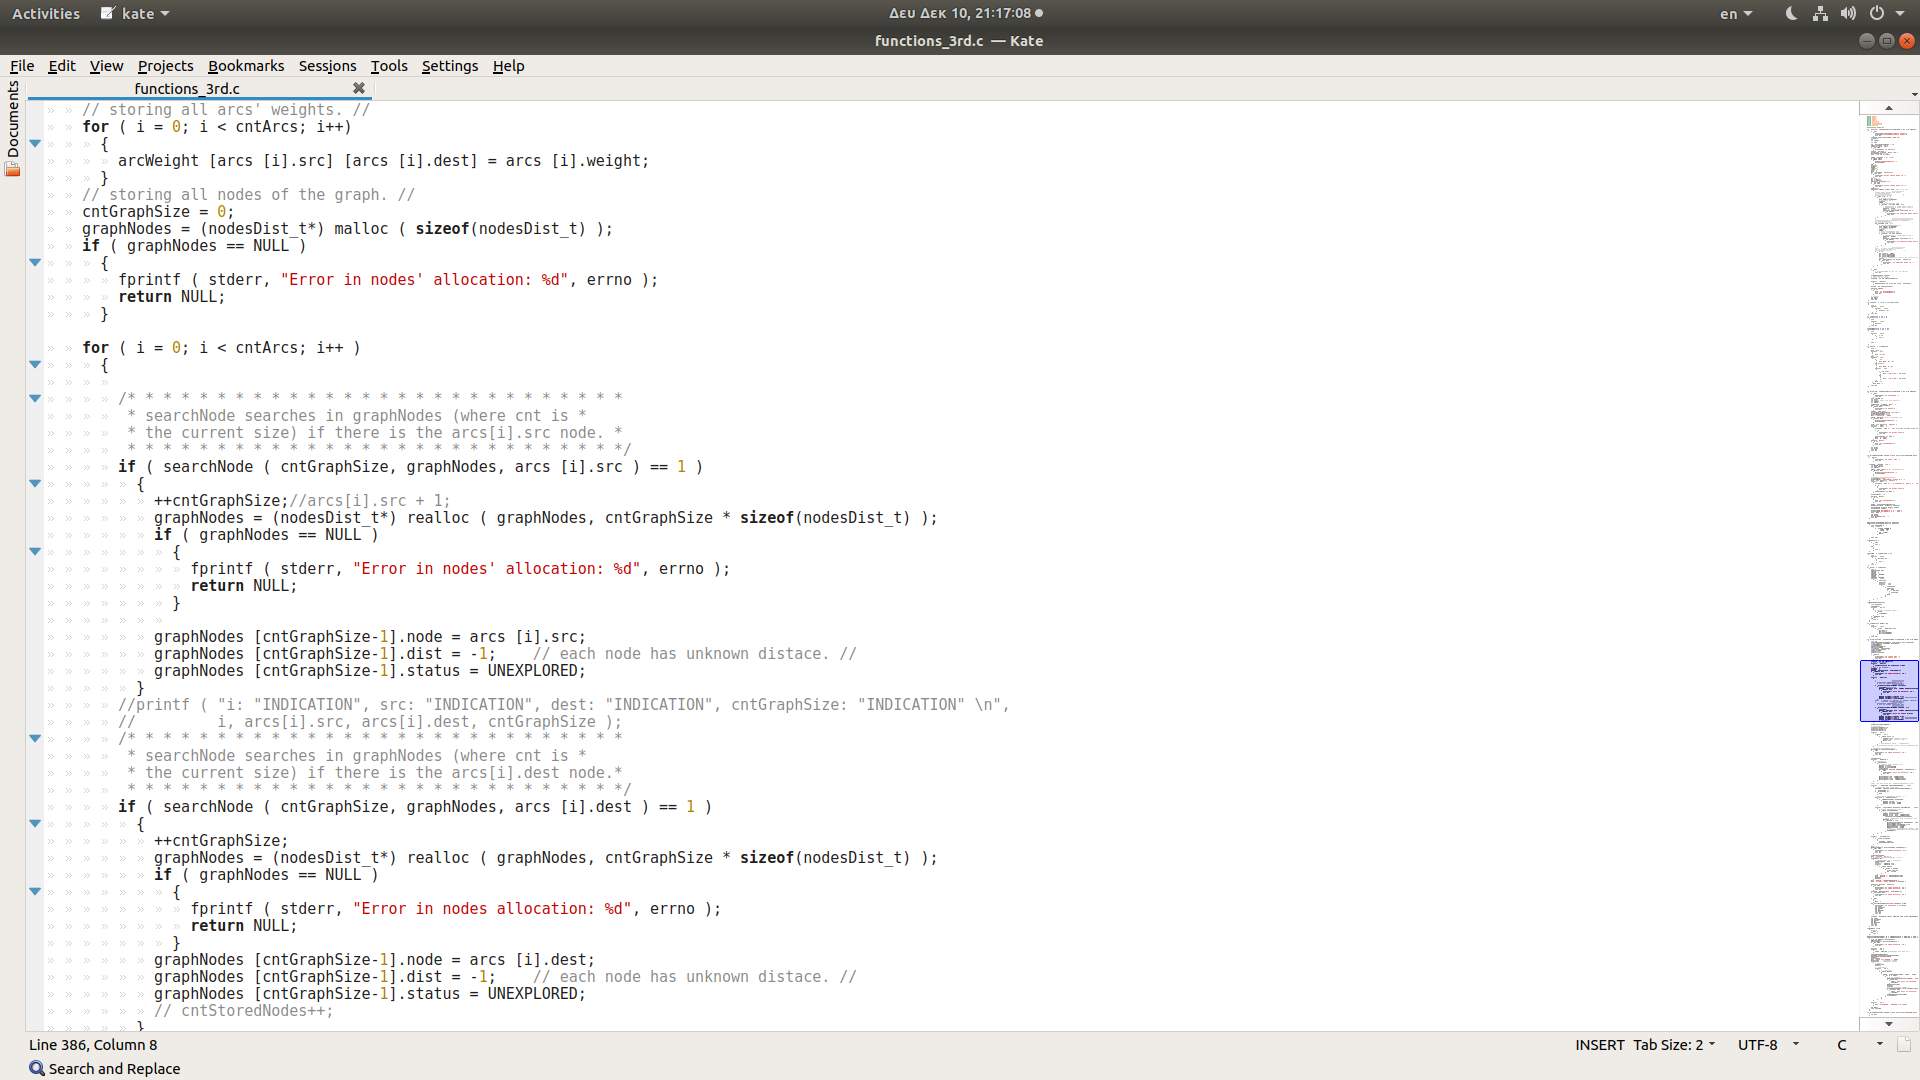 Activities kate Δευ Δεκ 10, 21:17:08 en
functions_3rd.c — Kate
File Edit View Projects Bookmarks Sessions Tools Settings Help
Documents
functions_3rd.c
// storing all arcs' weights. //
for ( i = 0; i < cntArcs; i++)
{
arcWeight [arcs [i].src] [arcs [i].dest] = arcs [i].weight;
}
// storing all nodes of the graph. //
cntGraphSize = 0;
graphNodes = (nodesDist_t*) malloc ( sizeof(nodesDist_t) );
if ( graphNodes == NULL )
{
fprintf ( stderr, "Error in nodes' allocation: %d", errno );
return NULL;
}
for ( i = 0; i < cntArcs; i++ )
{
/* * * * * * * * * * * * * * * * * * * * * * * * * * * *
* searchNode searches in graphNodes (where cnt is *
* the current size) if there is the arcs[i].src node. *
* * * * * * * * * * * * * * * * * * * * * * * * * * * */
if ( searchNode ( cntGraphSize, graphNodes, arcs [i].src ) == 1 )
{
++cntGraphSize;//arcs[i].src + 1;
graphNodes = (nodesDist_t*) realloc ( graphNodes, cntGraphSize * sizeof(nodesDist_t) );
if ( graphNodes == NULL )
{
fprintf ( stderr, "Error in nodes' allocation: %d", errno );
return NULL;
}
graphNodes [cntGraphSize-1].node = arcs [i].src;
graphNodes [cntGraphSize-1].dist = -1; // each node has unknown distace. //
graphNodes [cntGraphSize-1].status = UNEXPLORED;
}
//printf ( "i: "INDICATION", src: "INDICATION", dest: "INDICATION", cntGraphSize: "INDICATION" \n",
// i, arcs[i].src, arcs[i].dest, cntGraphSize );
/* * * * * * * * * * * * * * * * * * * * * * * * * * * *
* searchNode searches in graphNodes (where cnt is *
* the current size) if there is the arcs[i].dest node.*
* * * * * * * * * * * * * * * * * * * * * * * * * * * */
if ( searchNode ( cntGraphSize, graphNodes, arcs [i].dest ) == 1 )
{
++cntGraphSize;
graphNodes = (nodesDist_t*) realloc ( graphNodes, cntGraphSize * sizeof(nodesDist_t) );
if ( graphNodes == NULL )
{
fprintf ( stderr, "Error in nodes allocation: %d", errno );
return NULL;
}
graphNodes [cntGraphSize-1].node = arcs [i].dest;
graphNodes [cntGraphSize-1].dist = -1; // each node has unknown distace. //
graphNodes [cntGraphSize-1].status = UNEXPLORED;
// cntStoredNodes++;
}
Line 386, Column 8 INSERT Tab Size: 2 UTF-8 C
Search and Replace